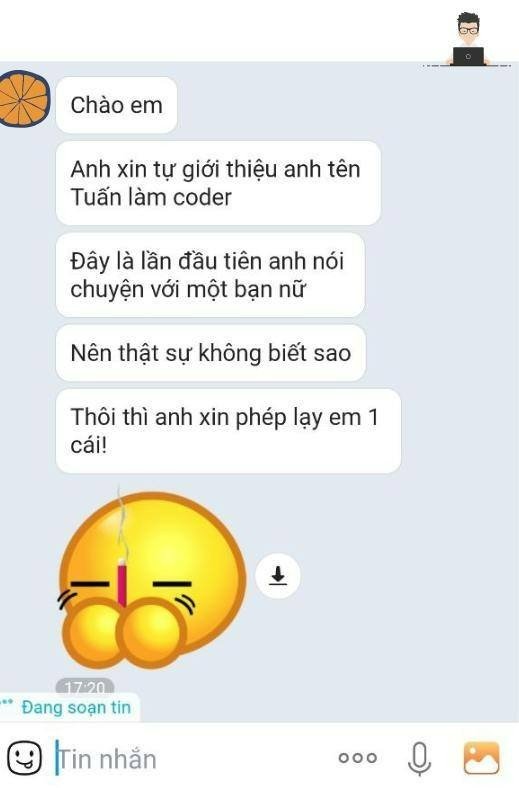 Chào em
Anh xin tự giới thiệu anh tên
Tuấn làm coder
Đây là lần đầu tiên anh nói
chuyện với một bạn nữ
Nên thật sự không biết sao
Thôi thì anh xin phép lạy em 1
cái!
17:20
Đang soạn tin
Tin nhắn